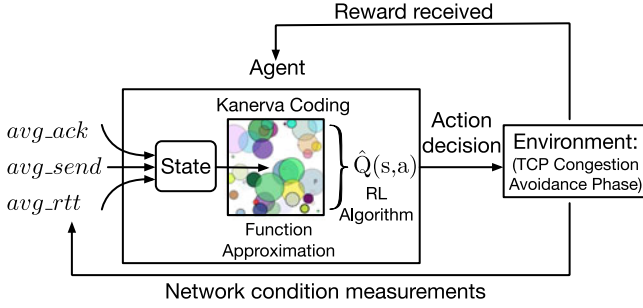 Reward received
Agent
Kanerva Coding
avg_ack
avg_send
avg_rtt
State
Q̂(s,a)
RL
Algorithm
Function
Approximation
Action
decision
Environment:
(TCP Congestion
Avoidance Phase)
Network condition measurements